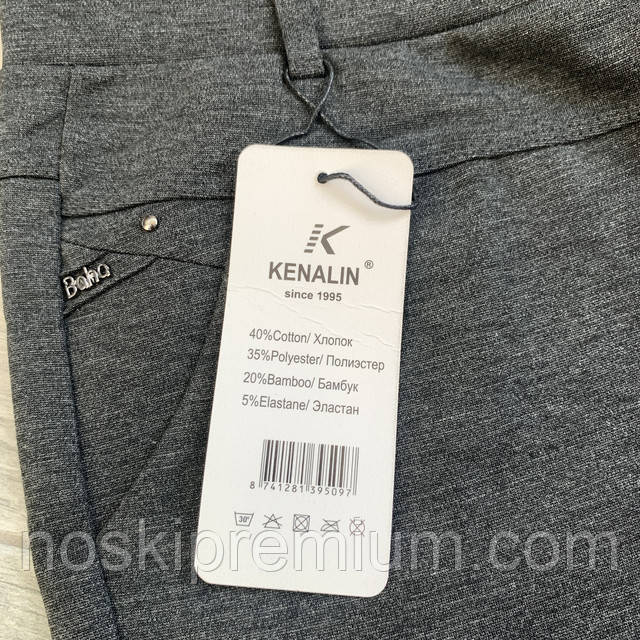 K
KENALIN ®
since 1995
Baha
40%Cotton/ Хлопок
35%Polyester/ Полиэстер
20%Bamboo/ Бамбук
5%Elastane/ Эластан
8 741281 395097
30°
noskipremium.com